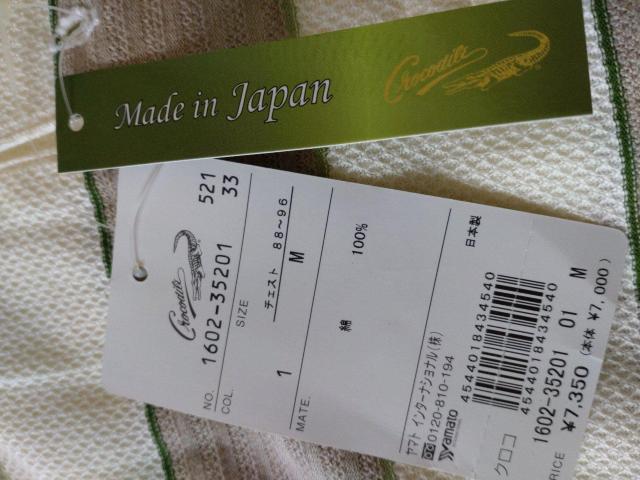 Crocodile
Made in Japan
Crocodile
NO. 1602-35201 521
COL. 33
SIZE
チェスト 88~96
1 M
MATE.
綿 100%
日本製
ヤマト インターナショナル(株)
0120-810-194
Yamato
4544018434540
4544018434540
クロコ
1602-35201 01 M
PRICE ¥7,350 (本体 ¥7,000)